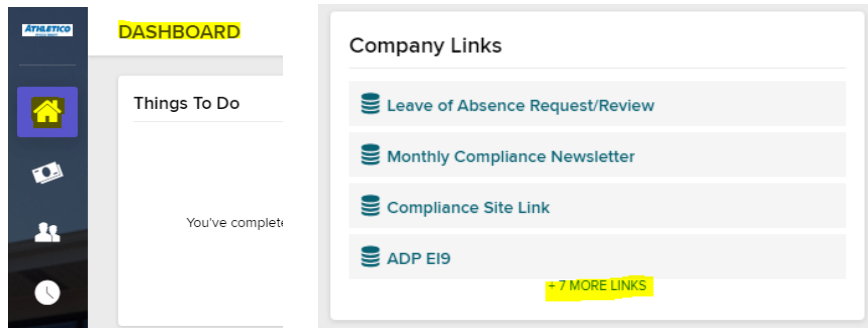 ATHLETICO
DASHBOARD
Things To Do
You've complete
Company Links
Leave of Absence Request/Review
Monthly Compliance Newsletter
Compliance Site Link
ADP EI9
+ 7 MORE LINKS